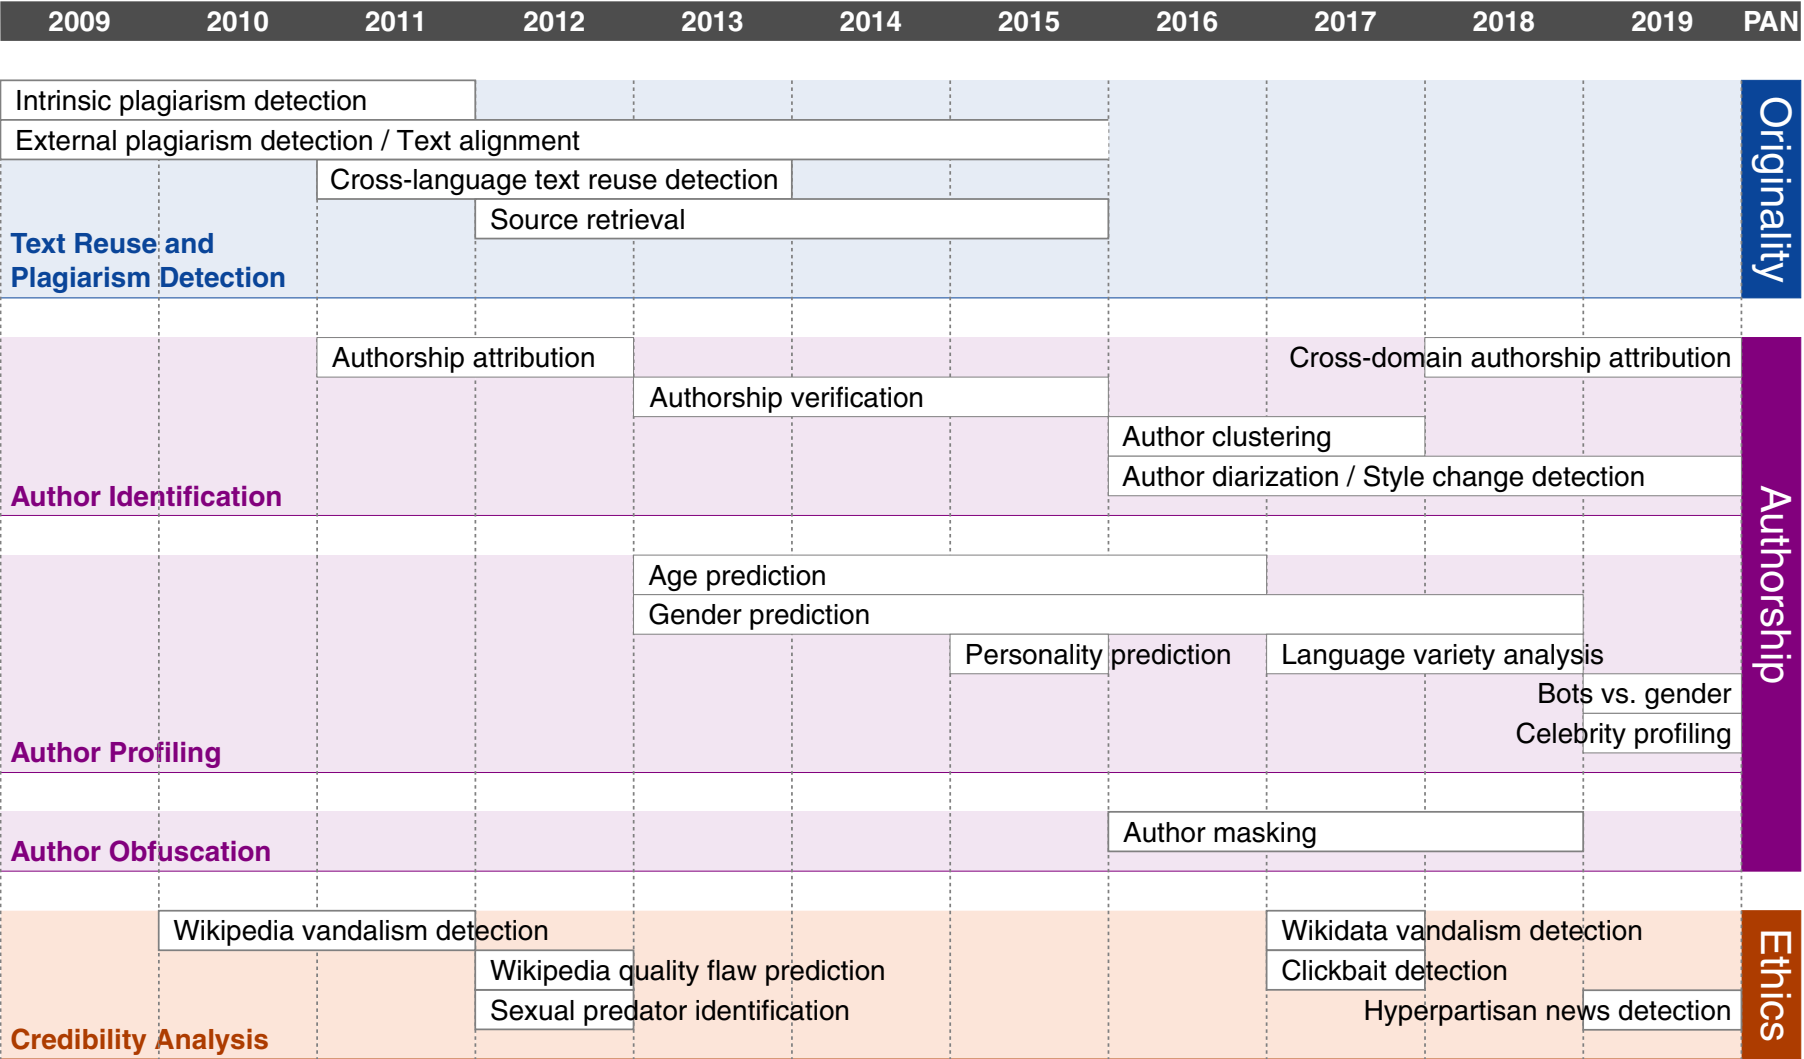 2009 2010 2011 2012 2013 2014 2015 2016 2017 2018 2019 PAN
Intrinsic plagiarism detection
External plagiarism detection / Text alignment
Cross-language text reuse detection
Source retrieval
Text Reuse and
Plagiarism Detection
Originality
Authorship attribution
Cross-domain authorship attribution
Authorship verification
Author clustering
Author diarization / Style change detection
Author Identification
Age prediction
Gender prediction
Personality prediction
Language variety analysis
Bots vs. gender
Celebrity profiling
Author Profiling
Author masking
Author Obfuscation
Authorship
Wikipedia vandalism detection
Wikidata vandalism detection
Wikipedia quality flaw prediction
Clickbait detection
Sexual predator identification
Hyperpartisan news detection
Credibility Analysis
Ethics